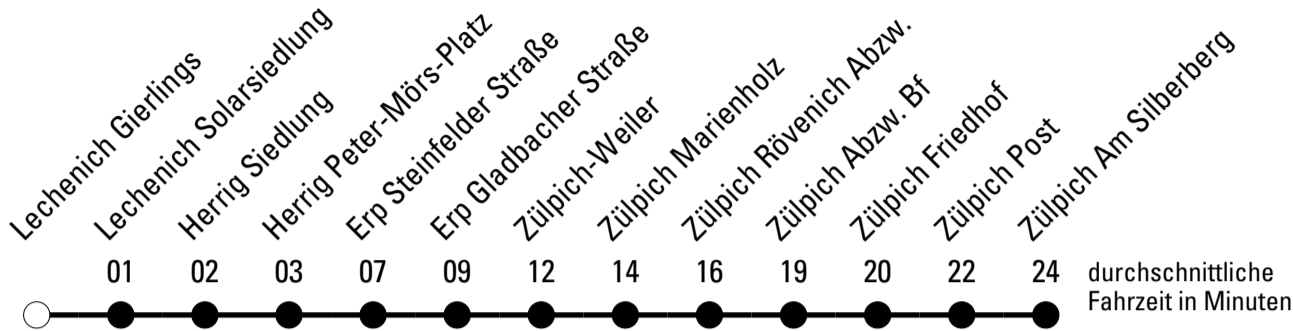 Lechenich Gierlings
Lechenich Solarsiedlung
Herrig Siedlung
Herrig Peter-Mörs-Platz
Erp Steinfelder Straße
Erp Gladbacher Straße
Zülpich-Weiler
Zülpich Marienholz
Zülpich Rövenich Abzw.
Zülpich Abzw. Bf
Zülpich Friedhof
Zülpich Post
Zülpich Am Silberberg
01 02 03 07 09 12 14 16 19 20 22 24
durchschnittliche
Fahrzeit in Minuten